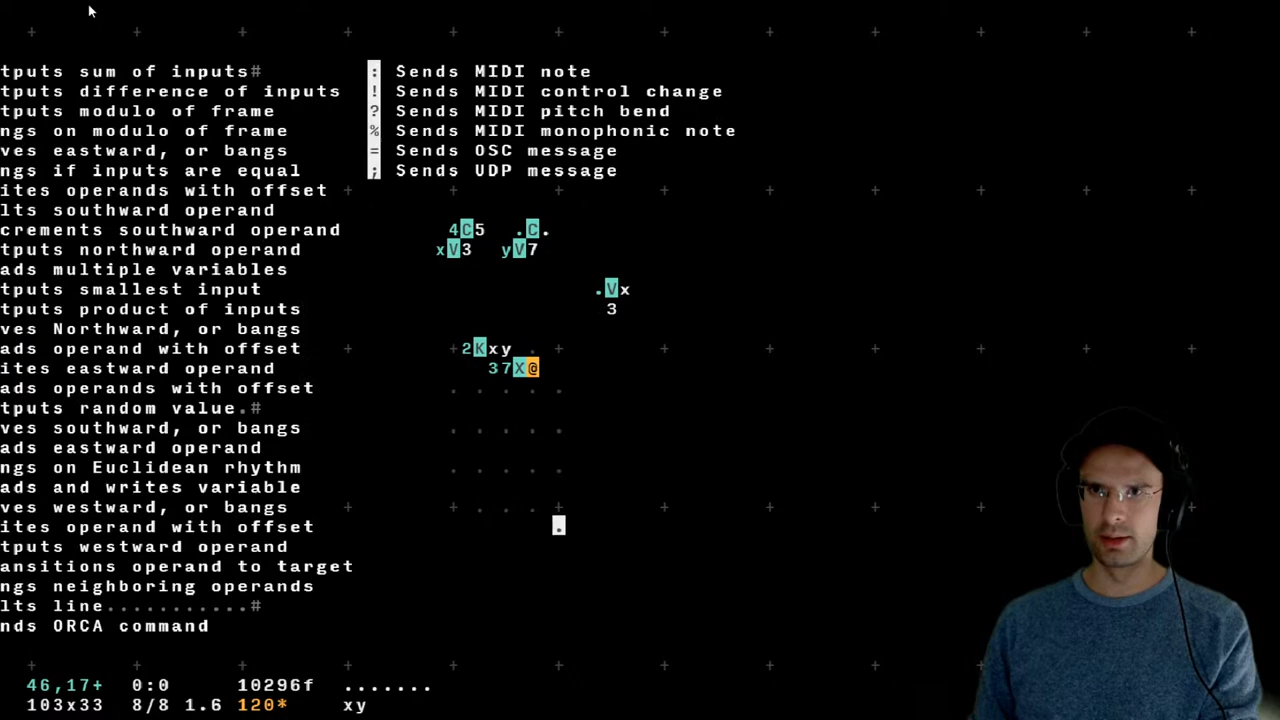 tputs sum of inputs# : Sends MIDI note
tputs difference of inputs ! Sends MIDI control change
tputs modulo of frame ? Sends MIDI pitch bend
ngs on modulo of frame % Sends MIDI monophonic note
ves eastward, or bangs = Sends OSC message
ngs if inputs are equal ; Sends UDP message
ites operands with offset
lts southward operand
crements southward operand 4C5 .C.
tputs northward operand xV3 yV7
ads multiple variables
tputs smallest input .Vx
tputs product of inputs 3
ves Northward, or bangs
ads operand with offset 2Kxy.
ites eastward operand 37X@
ads operands with offset . . . . .
tputs random value.#
ves southward, or bangs . . . . .
ads eastward operand
ngs on Euclidean rhythm . . . . .
ads and writes variable
ves westward, or bangs . . .
ites operand with offset .
tputs westward operand
ansitions operand to target
ngs neighboring operands
lts line...........#
nds ORCA command
46,17+ 0:0 10296f .......
103x33 8/8 1.6 120* xy